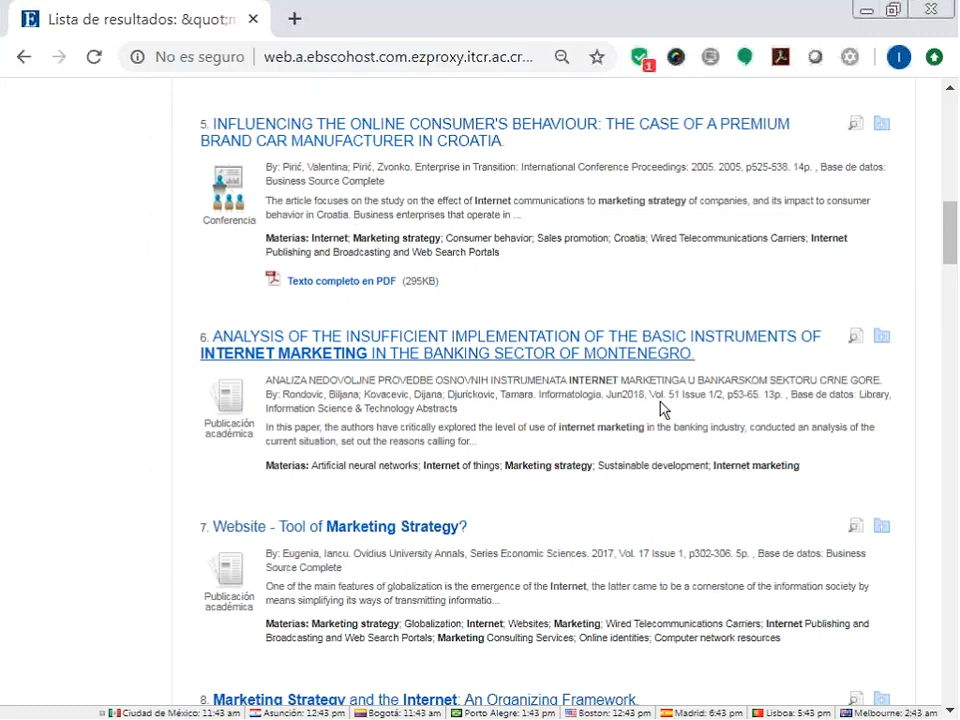 Lista de resultados: &quot;m
No es seguro
web.a.ebscohost.com.ezproxy.itcr.ac.cr...
1
I
5. INFLUENCING THE ONLINE CONSUMER'S BEHAVIOUR: THE CASE OF A PREMIUM
BRAND CAR MANUFACTURER IN CROATIA.
By: Pirić, Valentina; Pirić, Zvonko. Enterprise in Transition: International Conference Proceedings: 2005. 2005, p525-538. 14p. , Base de datos:
Business Source Complete
Conferencia
The article focuses on the study on the effect of Internet communications to marketing strategy of companies, and its impact to consumer
behavior in Croatia. Business enterprises that operate in ...
Materias: Internet; Marketing strategy; Consumer behavior; Sales promotion; Croatia; Wired Telecommunications Carriers; Internet
Publishing and Broadcasting and Web Search Portals
Texto completo en PDF (295KB)
6. ANALYSIS OF THE INSUFFICIENT IMPLEMENTATION OF THE BASIC INSTRUMENTS OF
INTERNET MARKETING IN THE BANKING SECTOR OF MONTENEGRO.
ANALIZA NEDOVOLJNE PROVEDBE OSNOVNIH INSTRUMENATA INTERNET MARKETINGA U BANKARSKOM SEKTORU CRNE GORE.
By: Rondovic, Biljana; Kovacevic, Dijana; Djurickovic, Tamara. Informatologia. Jun2018, Vol. 51 Issue 1/2, p53-65. 13p. , Base de datos: Library,
Information Science & Technology Abstracts
Publicación
académica
In this paper, the authors have critically explored the level of use of internet marketing in the banking industry, conducted an analysis of the
current situation, set out the reasons calling for...
Materias: Artificial neural networks; Internet of things; Marketing strategy; Sustainable development; Internet marketing
7. Website - Tool of Marketing Strategy?
By: Eugenia, Iancu. Ovidius University Annals, Series Economic Sciences. 2017, Vol. 17 Issue 1, p302-306. 5p. , Base de datos: Business
Source Complete
Publicación
académica
One of the main features of globalization is the emergence of the Internet, the latter came to be a cornerstone of the information society by
means simplifying its ways of transmitting informatio...
Materias: Marketing strategy; Globalization; Internet; Websites; Marketing; Wired Telecommunications Carriers; Internet Publishing and
Broadcasting and Web Search Portals; Marketing Consulting Services; Online identities; Computer network resources
8. Marketing Strategy and the Internet: An Organizing Framework.
Ciudad de México: 11:43 am Asunción: 12:43 pm Bogotá: 11:43 am Porto Alegre: 1:43 pm Boston: 12:43 pm Madrid: 6:43 pm Lisboa: 5:43 pm Melbourne: 2:43 am